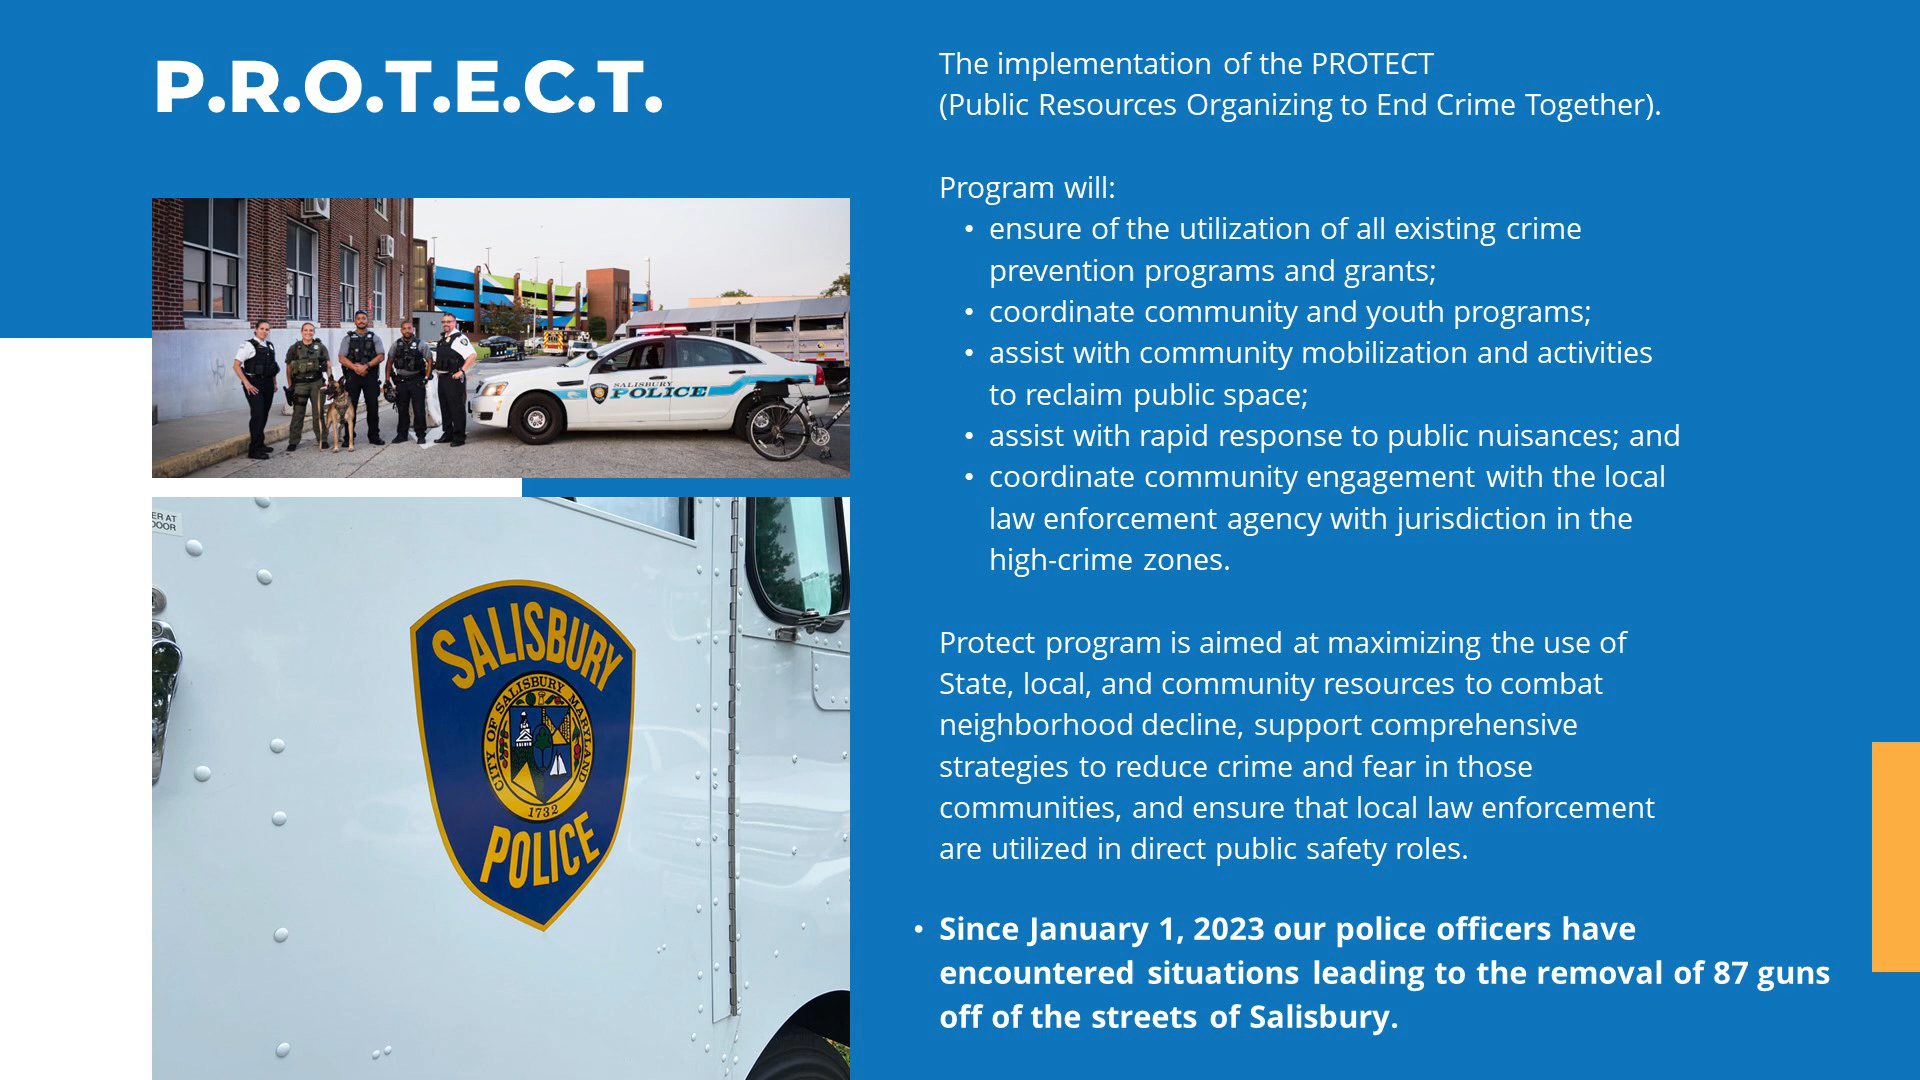 P.R.O.T.E.C.T.
SALISBURY
POLICE
ER AT
DOOR
SALISBURY
CITY OF SALISBURY MARYLAND
1732
POLICE
The implementation of the PROTECT
(Public Resources Organizing to End Crime Together).
Program will:
• ensure of the utilization of all existing crime
prevention programs and grants;
• coordinate community and youth programs;
• assist with community mobilization and activities
to reclaim public space;
• assist with rapid response to public nuisances; and
• coordinate community engagement with the local
law enforcement agency with jurisdiction in the
high-crime zones.
Protect program is aimed at maximizing the use of
State, local, and community resources to combat
neighborhood decline, support comprehensive
strategies to reduce crime and fear in those
communities, and ensure that local law enforcement
are utilized in direct public safety roles.
• Since January 1, 2023 our police officers have
encountered situations leading to the removal of 87 guns
off of the streets of Salisbury.